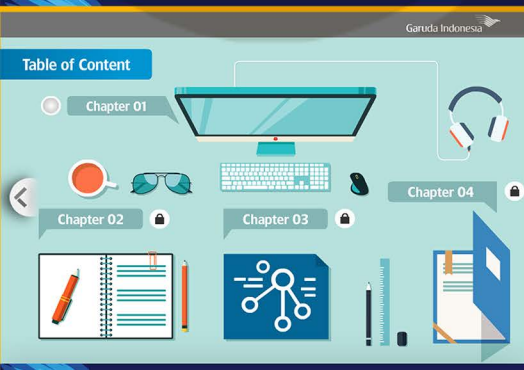 Garuda Indonesia
Table of Content
Chapter 01
Chapter 04
Chapter 02
Chapter 03